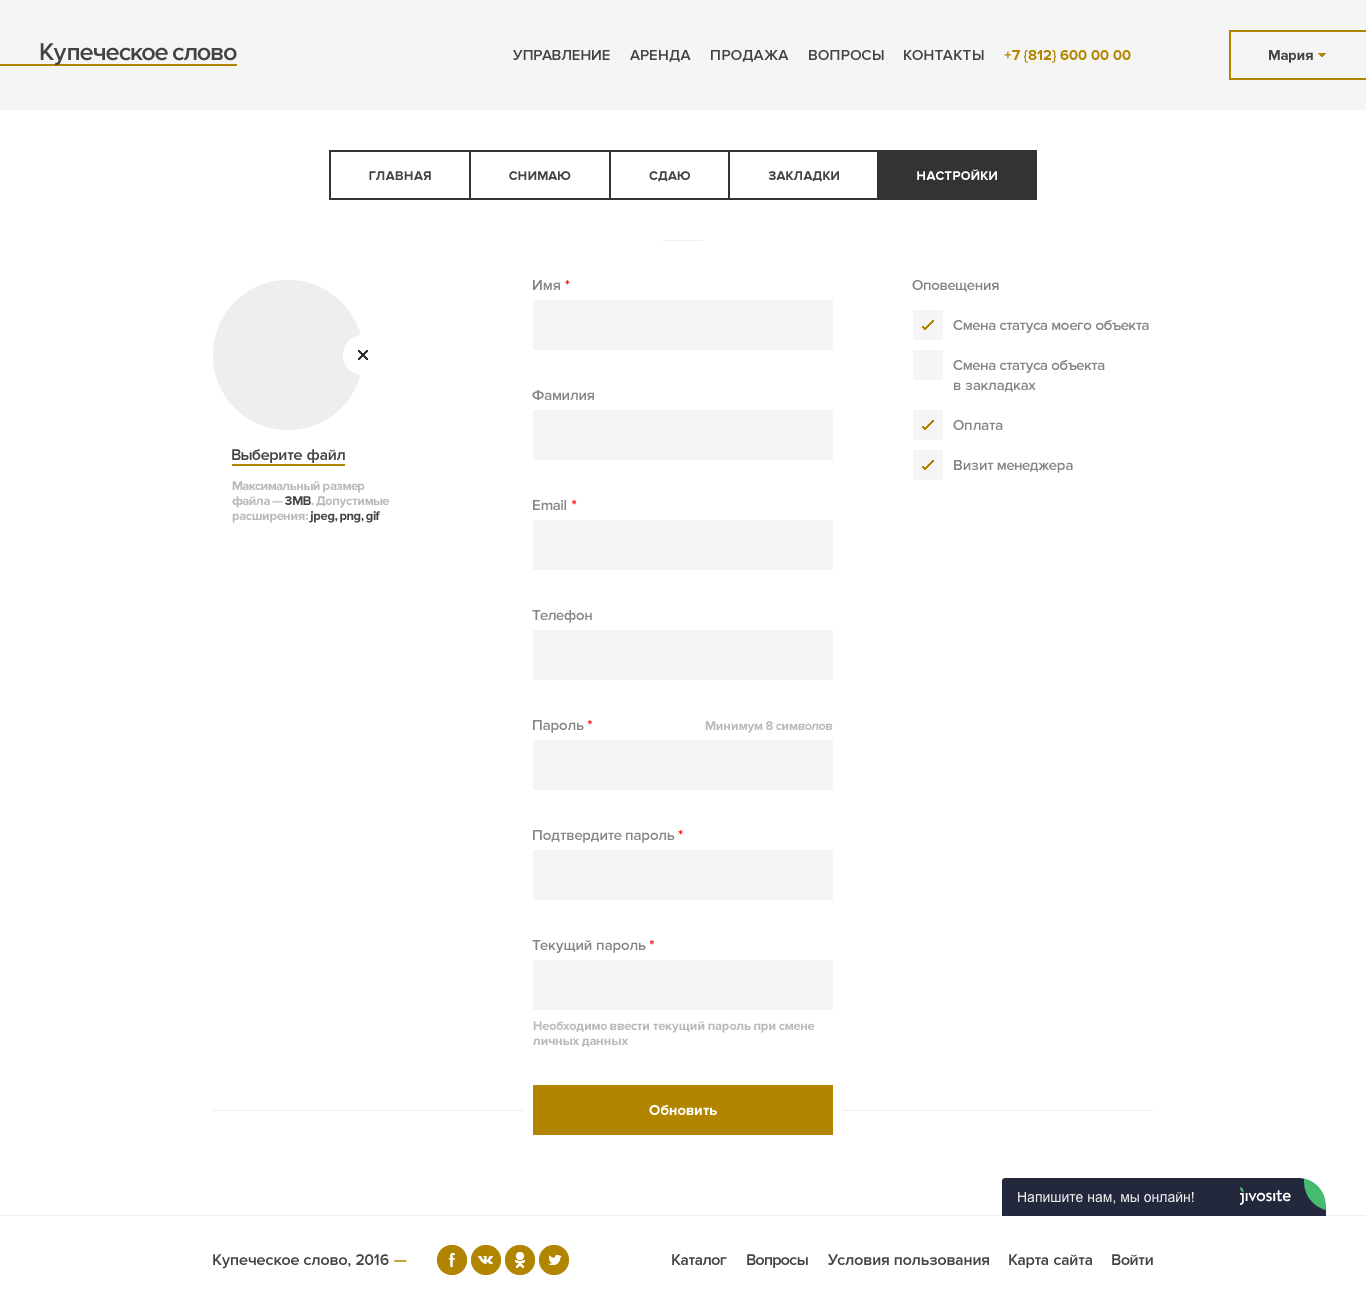 Купеческое слово
УПРАВЛЕНИЕ АРЕНДА ПРОДАЖА ВОПРОСЫ КОНТАКТЫ +7 {812} 600 00 00
Мария
ГЛАВНАЯ СНИМАЮ СДАЮ ЗАКЛАДКИ НАСТРОЙКИ
Выберите файл
Максимальный размер
файла — 3MB. Допустимые
расширения: jpeg, png, gif
Имя *
Фамилия
Email *
Телефон
Пароль * Минимум 8 символов
Подтвердите пароль *
Текущий пароль *
Необходимо ввести текущий пароль при смене
личных данных
Оповещения
Смена статуса моего объекта
Смена статуса объекта
в закладках
Оплата
Визит менеджера
Обновить
Напишите нам, мы онлайн! jivosite
Купеческое слово, 2016 —
Каталог Вопросы Условия пользования Карта сайта Войти